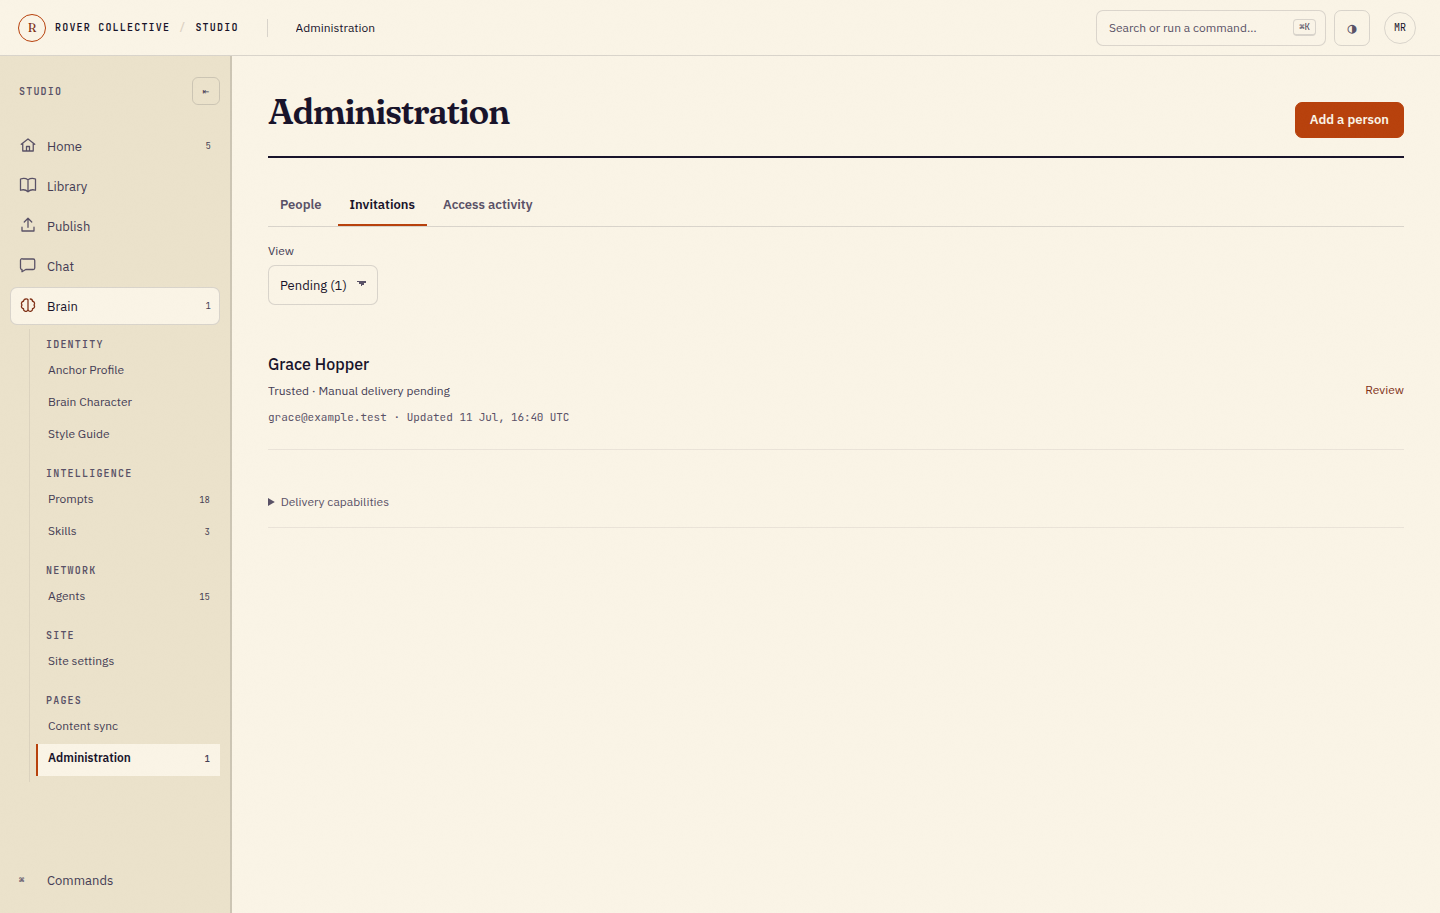 R ROVER COLLECTIVE / STUDIO Administration Search or run a command... ⌘K MR
STUDIO
Home 5
Library
Publish
Chat
Brain 1
IDENTITY
Anchor Profile
Brain Character
Style Guide
INTELLIGENCE
Prompts 18
Skills 3
NETWORK
Agents 15
SITE
Site settings
PAGES
Content sync
Administration 1
⌘ Commands
Administration
Add a person
People Invitations Access activity
View
Pending (1)
Grace Hopper
Trusted · Manual delivery pending
Review
grace@example.test · Updated 11 Jul, 16:40 UTC
Delivery capabilities